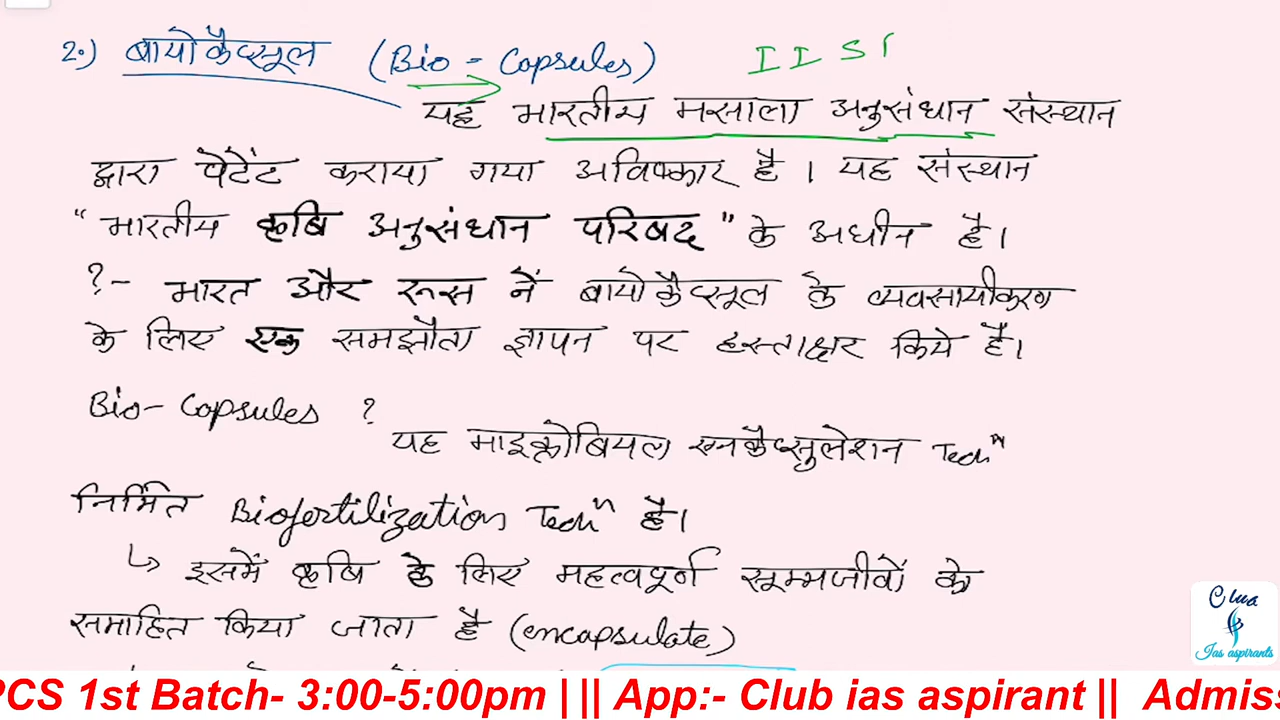 2.) बायोकैप्सूल (Bio - Capsules) IIS
यह भारतीय मसाला अनुसंधान संस्थान
द्वारा पेटेंट कराया गया अविष्कार है। यह संस्थान
"भारतीय कृषि अनुसंधान परिषद" के अधीन है।
?- भारत और रूस नें बायोकैप्सूल के व्यवसायीकरण
के लिए एक समझौता ज्ञापन पर हस्ताक्षर किये है।
Bio- Capsules ?
यह माइक्रोबियल एनकैप्सुलेशन Techⁿ
निर्मित Biofertilization Techⁿ है।
↳ इसमें कृषि के लिए महत्वपूर्ण सूक्ष्मजीवों को
समाहित किया जाता है (encapsulate)
Club
Ias aspirants
PCS 1st Batch- 3:00-5:00pm | || App:- Club ias aspirant || Admiss